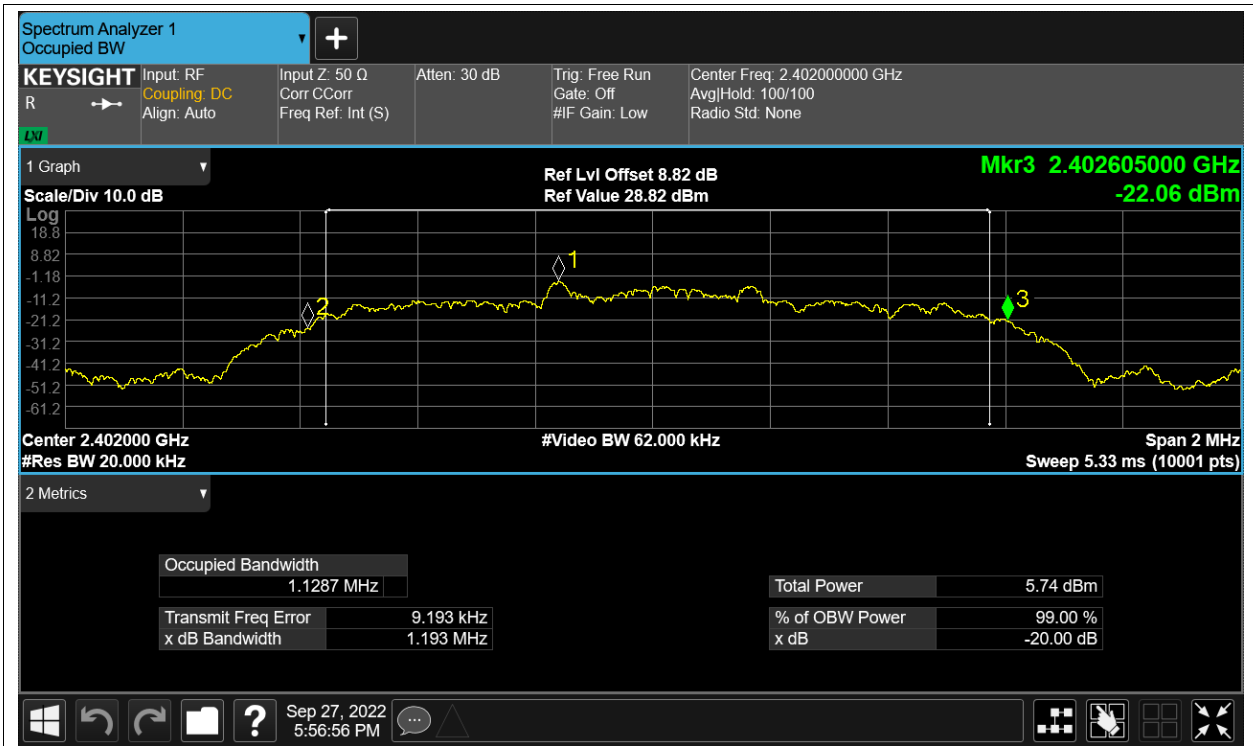 Spectrum Analyzer 1
Occupied BW
KEYSIGHT
R
LXI
Input: RF
Coupling: DC
Align: Auto
Input Z: 50 Ω
Corr CCorr
Freq Ref: Int (S)
Atten: 30 dB
Trig: Free Run
Gate: Off
#IF Gain: Low
Center Freq: 2.402000000 GHz
Avg|Hold: 100/100
Radio Std: None
1 Graph
Scale/Div 10.0 dB
Ref Lvl Offset 8.82 dB
Ref Value 28.82 dBm
Mkr3 2.402605000 GHz
-22.06 dBm
Log
18.8
8.82
-1.18
-11.2
-21.2
-31.2
-41.2
-51.2
-61.2
1
2
3
Center 2.402000 GHz
#Res BW 20.000 kHz
#Video BW 62.000 kHz
Span 2 MHz
Sweep 5.33 ms (10001 pts)
2 Metrics
Occupied Bandwidth
1.1287 MHz
Transmit Freq Error 9.193 kHz
x dB Bandwidth 1.193 MHz
Total Power 5.74 dBm
% of OBW Power 99.00 %
x dB -20.00 dB
?
Sep 27, 2022
5:56:56 PM